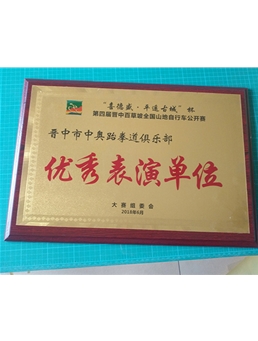 “喜德盛·平遥古城”杯
第四届晋中百草坡全国山地自行车公开赛
晋中市中奥跆拳道俱乐部
优秀表演单位
大赛组委会
2018年6月